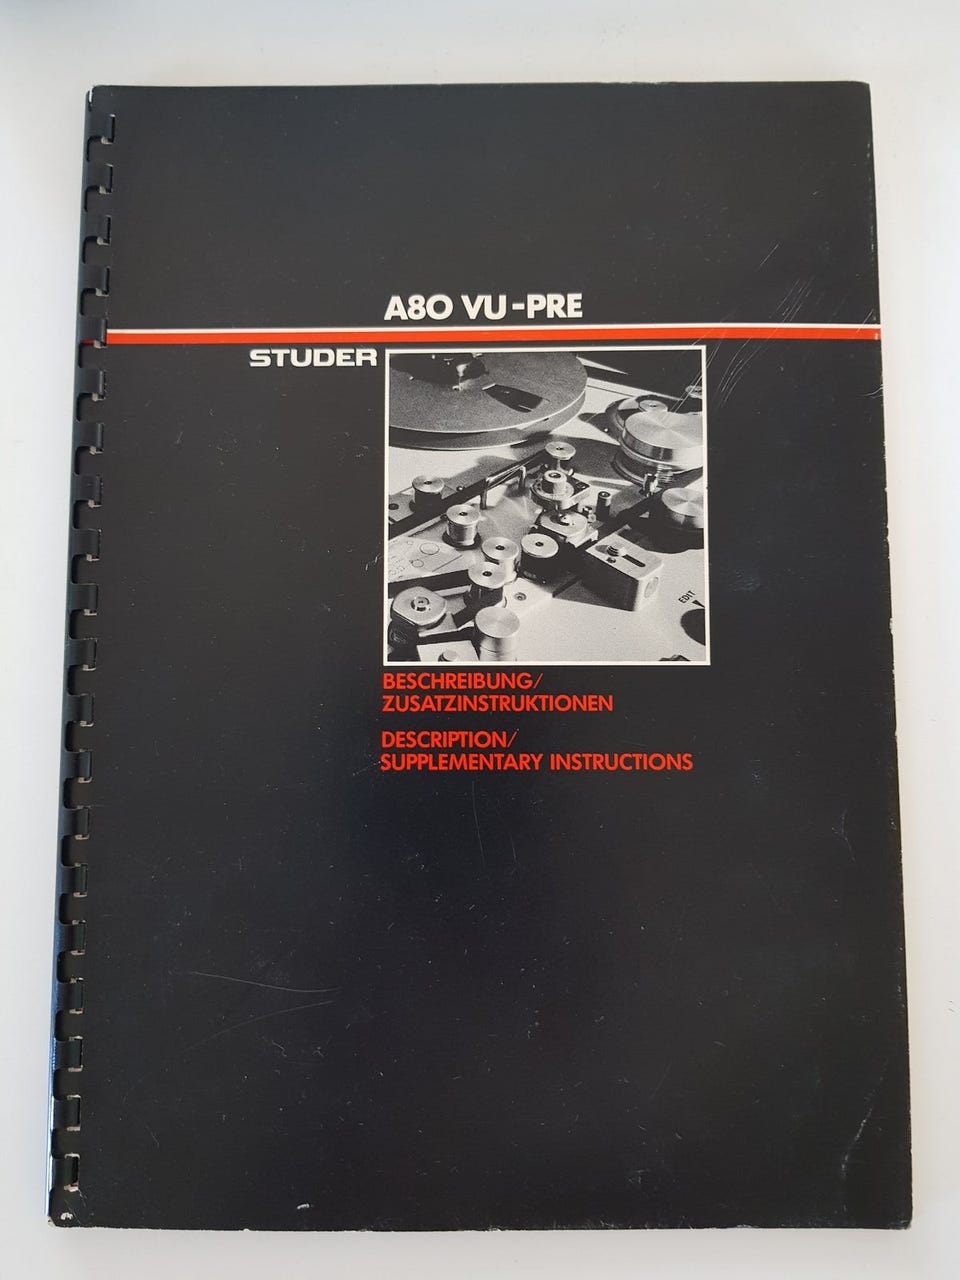 A80 VU-PRE
STUDER
EDIT
BESCHREIBUNG/
ZUSATZINSTRUKTIONEN
DESCRIPTION/
SUPPLEMENTARY INSTRUCTIONS